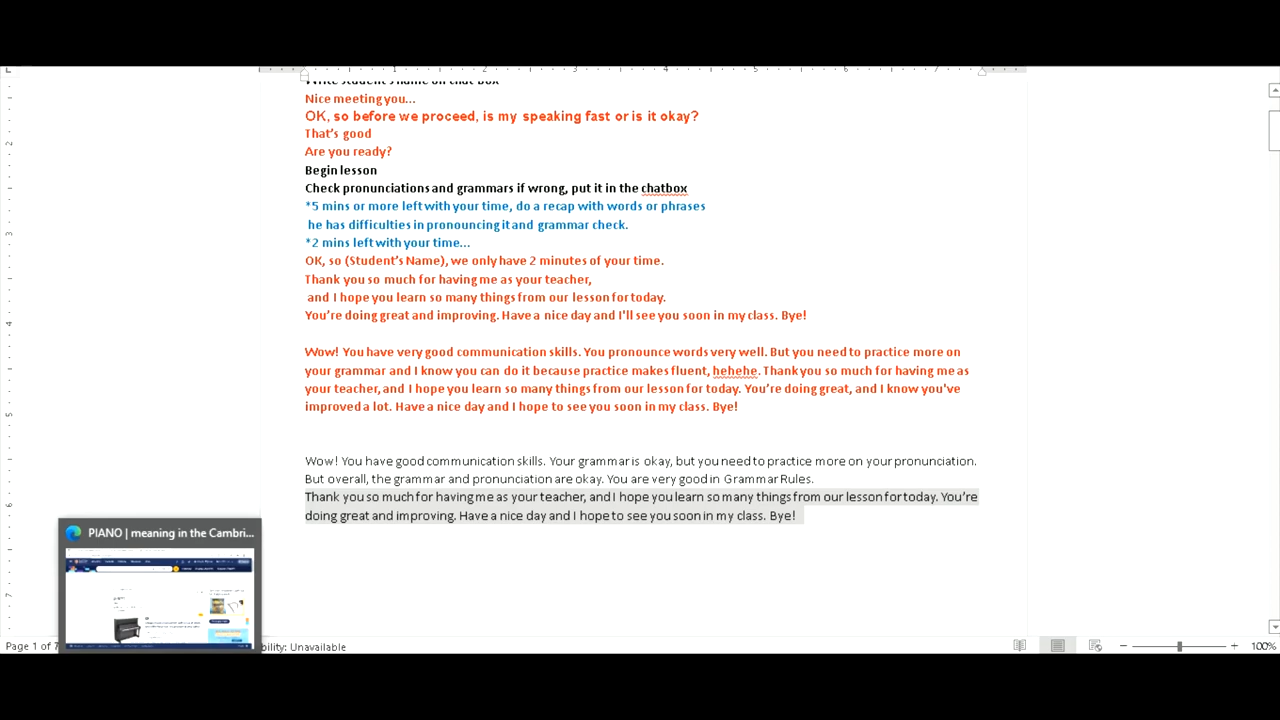 Write Student's name on chat box
Nice meeting you...
OK, so before we proceed, is my speaking fast or is it okay?
That's good
Are you ready?
Begin lesson
Check pronunciations and grammars if wrong, put it in the chatbox
*5 mins or more left with your time, do a recap with words or phrases
he has difficulties in pronouncing it and grammar check.
*2 mins left with your time...
OK, so (Student's Name), we only have 2 minutes of your time.
Thank you so much for having me as your teacher,
and I hope you learn so many things from our lesson for today.
You're doing great and improving. Have a nice day and I'll see you soon in my class. Bye!
Wow! You have very good communication skills. You pronounce words very well. But you need to practice more on
your grammar and I know you can do it because practice makes fluent, hehehe. Thank you so much for having me as
your teacher, and I hope you learn so many things from our lesson for today. You're doing great, and I know you've
improved a lot. Have a nice day and I hope to see you soon in my class. Bye!
Wow! You have good communication skills. Your grammar is okay, but you need to practice more on your pronunciation.
But overall, the grammar and pronunciation are okay. You are very good in Grammar Rules.
Thank you so much for having me as your teacher, and I hope you learn so many things from our lesson for today. You're
doing great and improving. Have a nice day and I hope to see you soon in my class. Bye!
PIANO | meaning in the Cambri...
Page 1 of 7
bility: Unavailable
100%